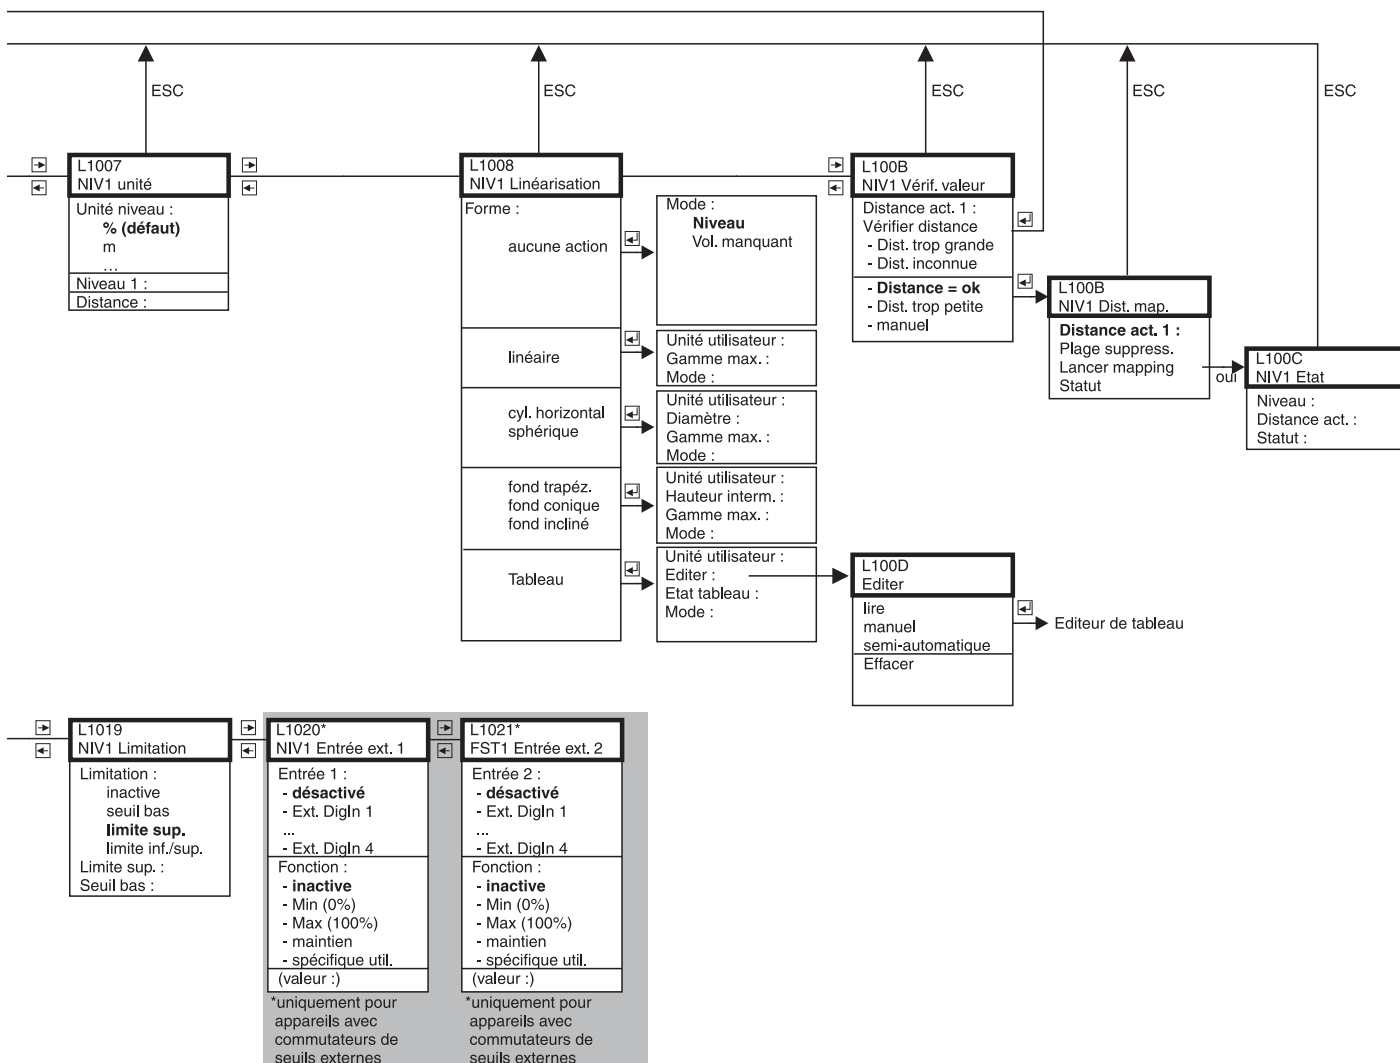 ESC
ESC
ESC
ESC
ESC
L1007
NIV1 unité
Unité niveau :
% (défaut)
m
...
Niveau 1 :
Distance :
L1008
NIV1 Linéarisation
Forme :
aucune action
linéaire
cyl. horizontal
sphérique
fond trapéz.
fond conique
fond incliné
Tableau
Mode :
Niveau
Vol. manquant
Unité utilisateur :
Gamme max. :
Mode :
Unité utilisateur :
Diamètre :
Gamme max. :
Mode :
Unité utilisateur :
Hauteur interm. :
Gamme max. :
Mode :
Unité utilisateur :
Editer :
Etat tableau :
Mode :
L100B
NIV1 Vérif. valeur
Distance act. 1 :
Vérifier distance
- Dist. trop grande
- Dist. inconnue
- Distance = ok
- Dist. trop petite
- manuel
L100B
NIV1 Dist. map.
Distance act. 1 :
Plage suppress.
Lancer mapping
Statut
oui
L100C
NIV1 Etat
Niveau :
Distance act. :
Statut :
L100D
Editer
lire
manuel
semi-automatique
Effacer
Editeur de tableau
L1019
NIV1 Limitation
Limitation :
inactive
seuil bas
limite sup.
limite inf./sup.
Limite sup. :
Seuil bas :
L1020*
NIV1 Entrée ext. 1
Entrée 1 :
- désactivé
- Ext. DigIn 1
...
- Ext. DigIn 4
Fonction :
- inactive
- Min (0%)
- Max (100%)
- maintien
- spécifique util.
(valeur :)
*uniquement pour
appareils avec
commutateurs de
seuils externes
L1021*
FST1 Entrée ext. 2
Entrée 2 :
- désactivé
- Ext. DigIn 1
...
- Ext. DigIn 4
Fonction :
- inactive
- Min (0%)
- Max (100%)
- maintien
- spécifique util.
(valeur :)
*uniquement pour
appareils avec
commutateurs de
seuils externes